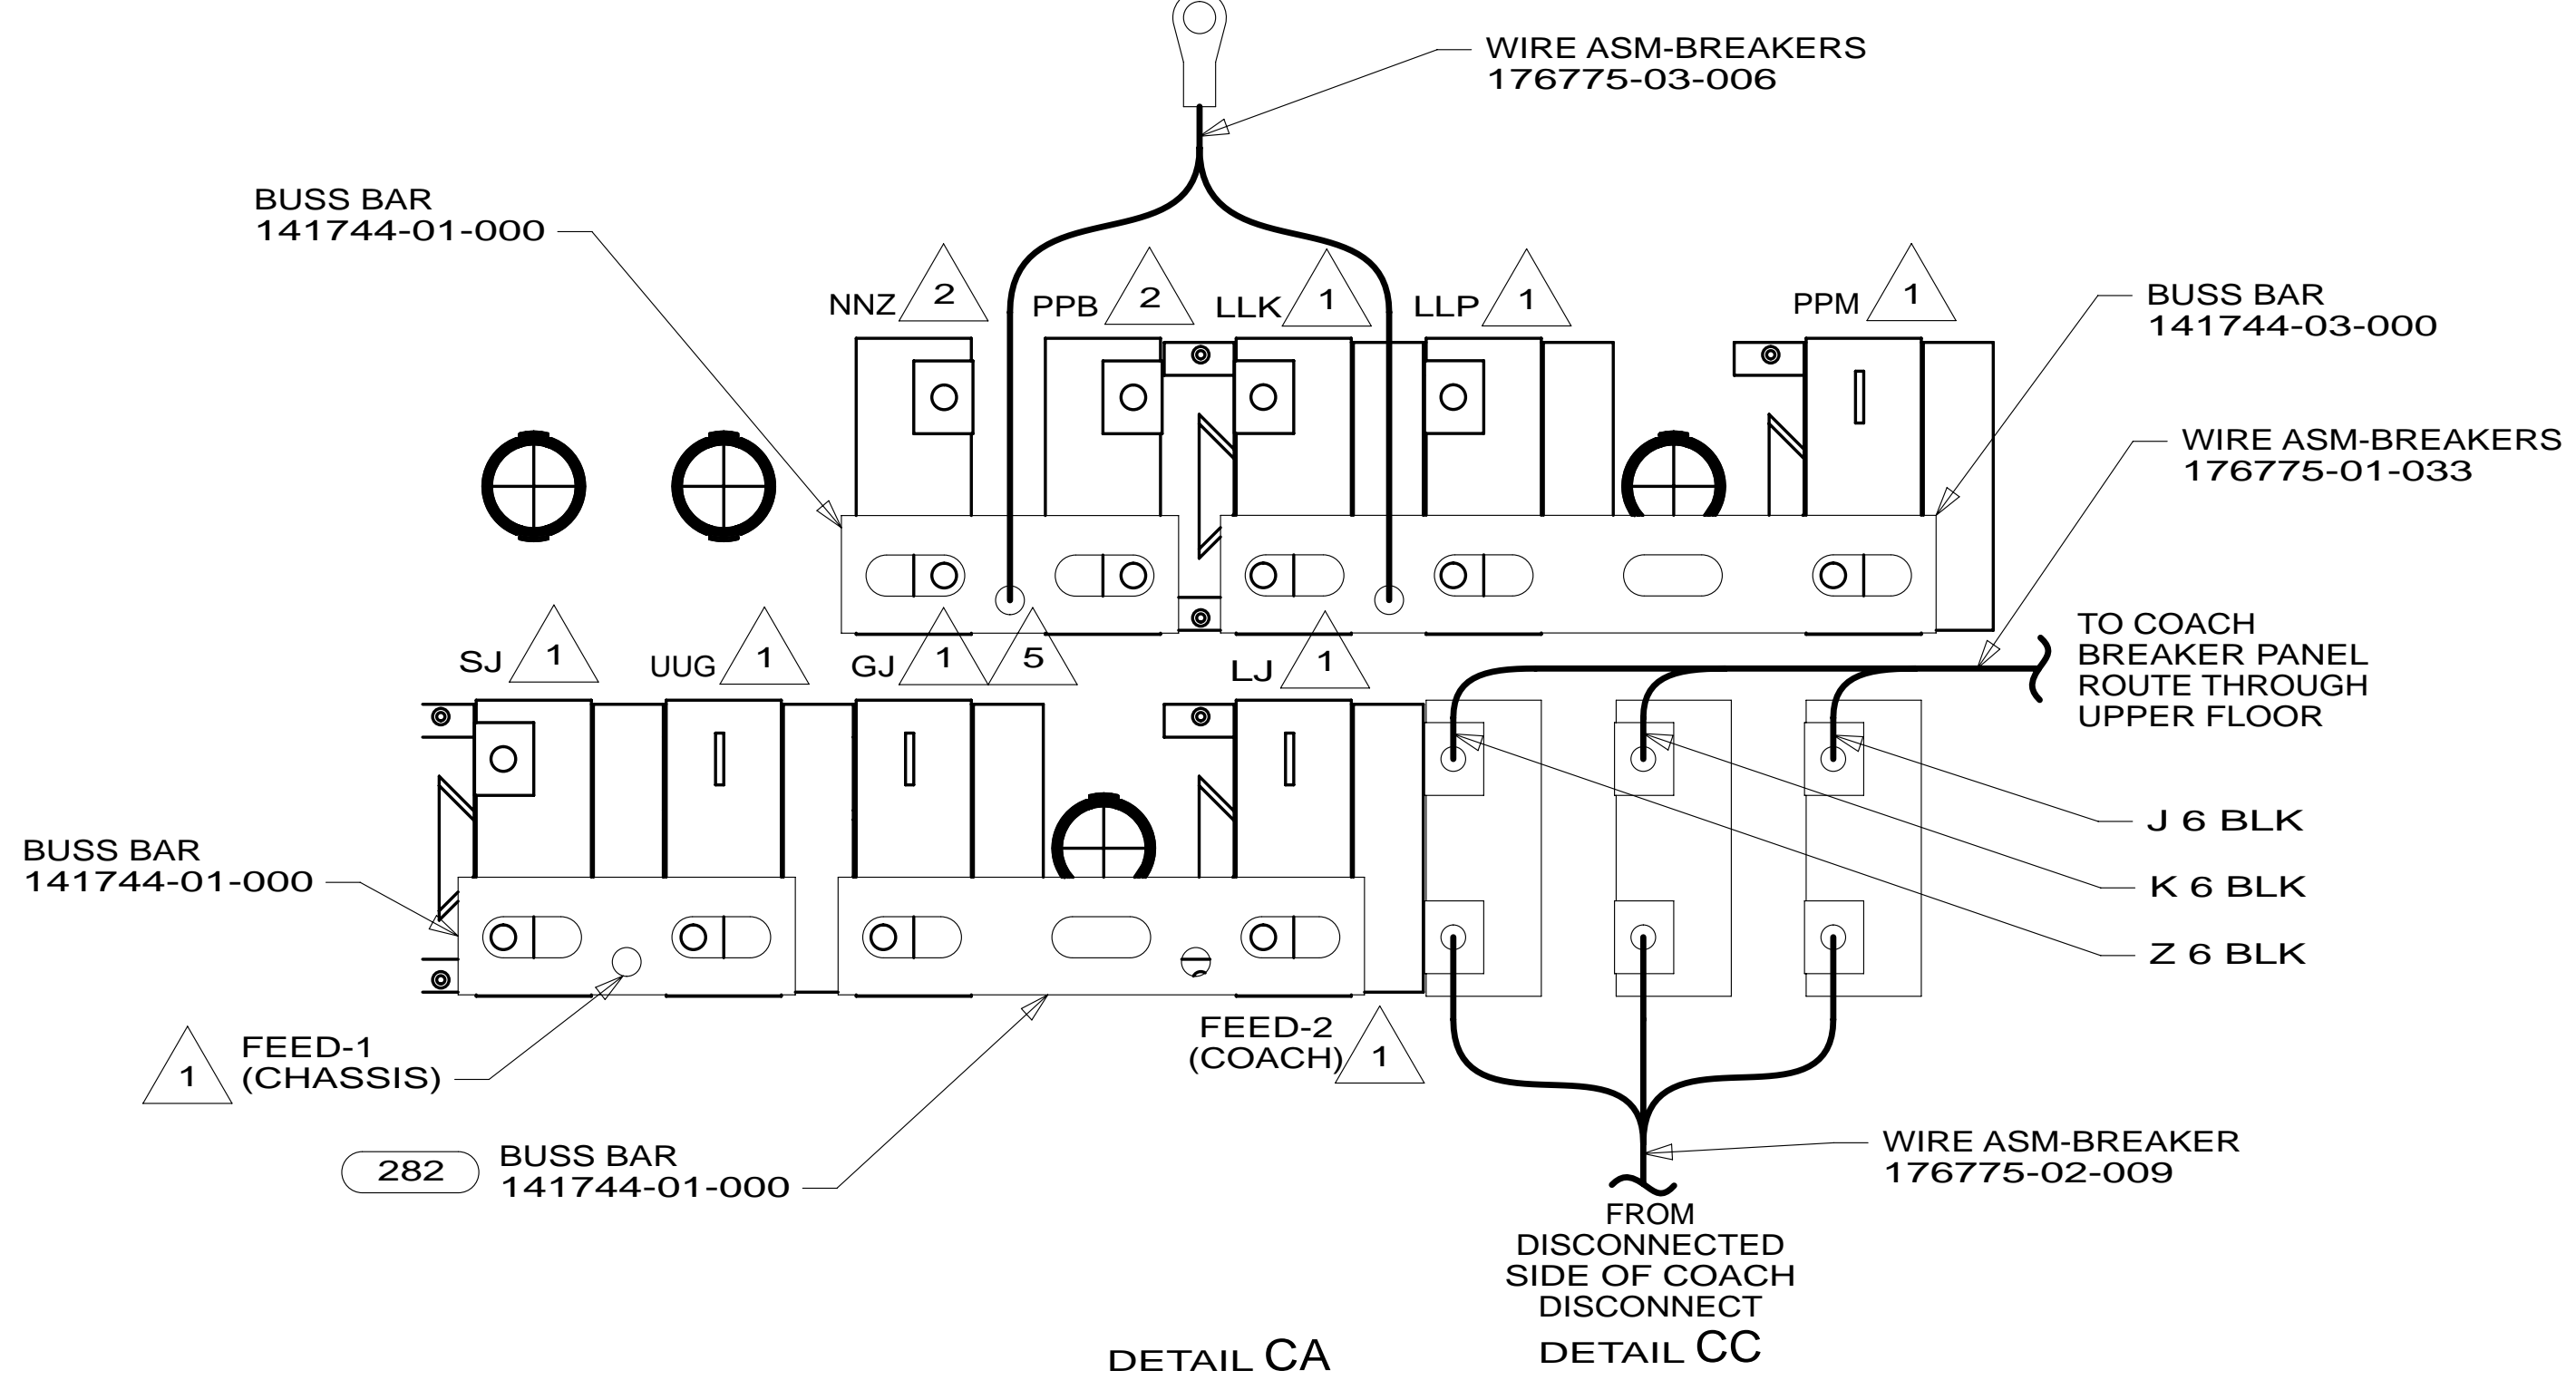 WIRE ASM-BREAKERS
176775-03-006
BUSS BAR
141744-01-000
NNZ 2
PPB 2
LLK 1
LLP 1
PPM 1
BUSS BAR
141744-03-000
WIRE ASM-BREAKERS
176775-01-033
SJ 1
UUG 1
GJ 1 5
LJ 1
TO COACH
BREAKER PANEL
ROUTE THROUGH
UPPER FLOOR
J 6 BLK
K 6 BLK
Z 6 BLK
BUSS BAR
141744-01-000
1
FEED-1
(CHASSIS)
FEED-2
(COACH)
1
282
BUSS BAR
141744-01-000
WIRE ASM-BREAKER
176775-02-009
FROM
DISCONNECTED
SIDE OF COACH
DISCONNECT
DETAIL CA
DETAIL CC